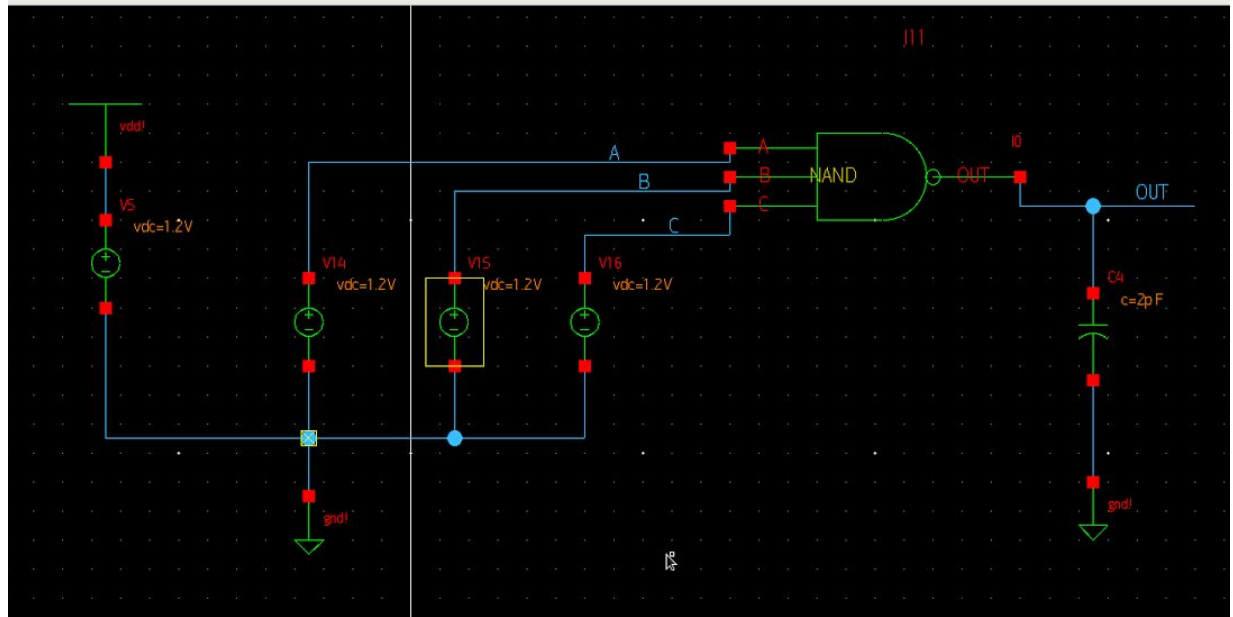 J11
vdd!
V5
vdc=1.2V
A
B
C
A
B
C
NAND
OUT
I0
OUT
V14
vdc=1.2V
V15
vdc=1.2V
V16
vdc=1.2V
C4
c=2pF
gnd!
gnd!